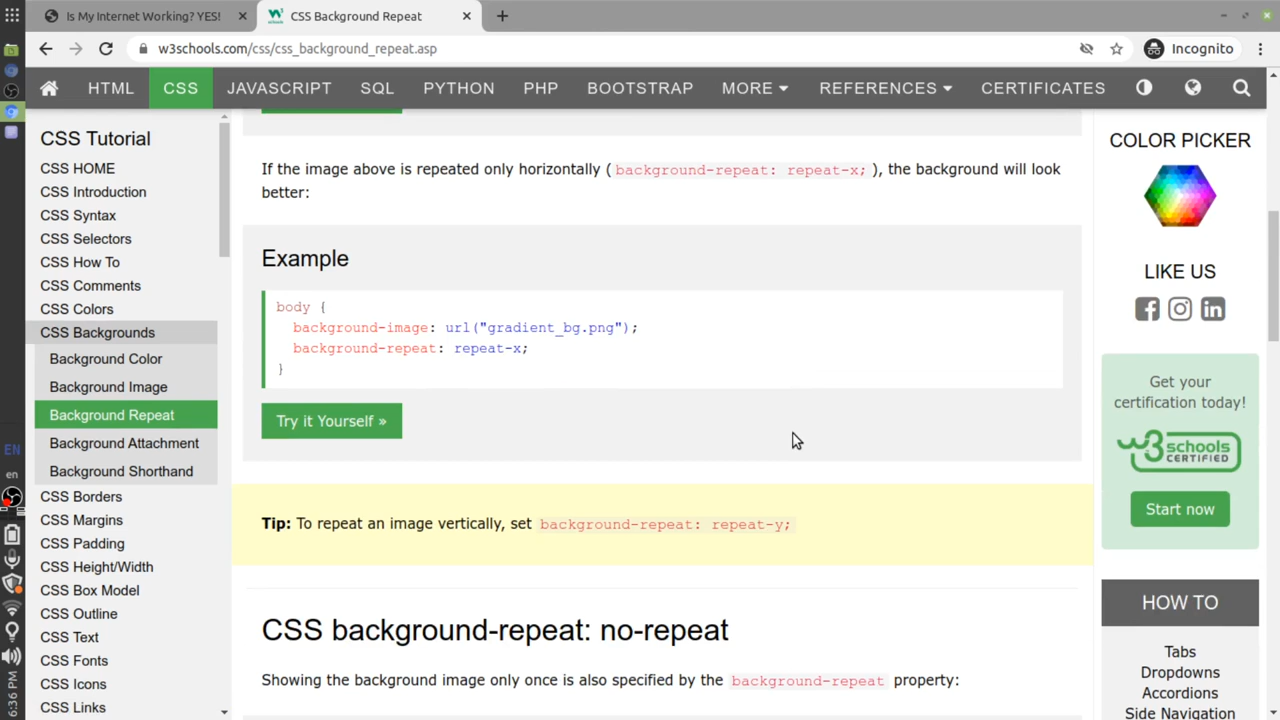 Is My Internet Working? YES!
CSS Background Repeat
w3schools.com/css/css_background_repeat.asp
Incognito
HTML
CSS
JAVASCRIPT
SQL
PYTHON
PHP
BOOTSTRAP
MORE
REFERENCES
CERTIFICATES
CSS Tutorial
CSS HOME
CSS Introduction
CSS Syntax
CSS Selectors
CSS How To
CSS Comments
CSS Colors
CSS Backgrounds
Background Color
Background Image
Background Repeat
Background Attachment
Background Shorthand
CSS Borders
CSS Margins
CSS Padding
CSS Height/Width
CSS Box Model
CSS Outline
CSS Text
CSS Fonts
CSS Icons
CSS Links
If the image above is repeated only horizontally (background-repeat: repeat-x;), the background will look
better:
Example
body {
background-image: url("gradient_bg.png");
background-repeat: repeat-x;
}
Try it Yourself »
Tip: To repeat an image vertically, set background-repeat: repeat-y;
CSS background-repeat: no-repeat
Showing the background image only once is also specified by the background-repeat property:
COLOR PICKER
LIKE US
Get your
certification today!
w3schools
CERTIFIED
Start now
HOW TO
Tabs
Dropdowns
Accordions
Side Navigation
EN
en
6:36 PM